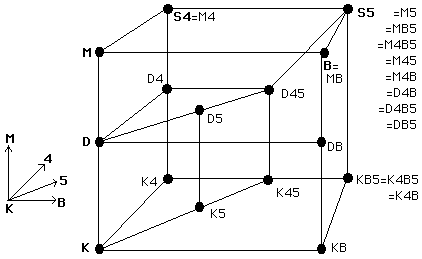 S4=M4 S5 =M5
=MB5
=M4B5
M B= =M45
MB =M4B
D4 D45 =D4B
=D4B5
D5 =DB5
D DB
M
4
5
K B
K4 K45 KB5=K4B5
K5 =K4B
K KB